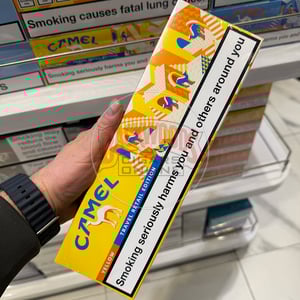 Smoking causes fatal lung
CAMEL
Smoking seriously harms you and
CAMEL
YELLOW
TRAVEL RETAIL EDITION
Smoking seriously harms you and others around you